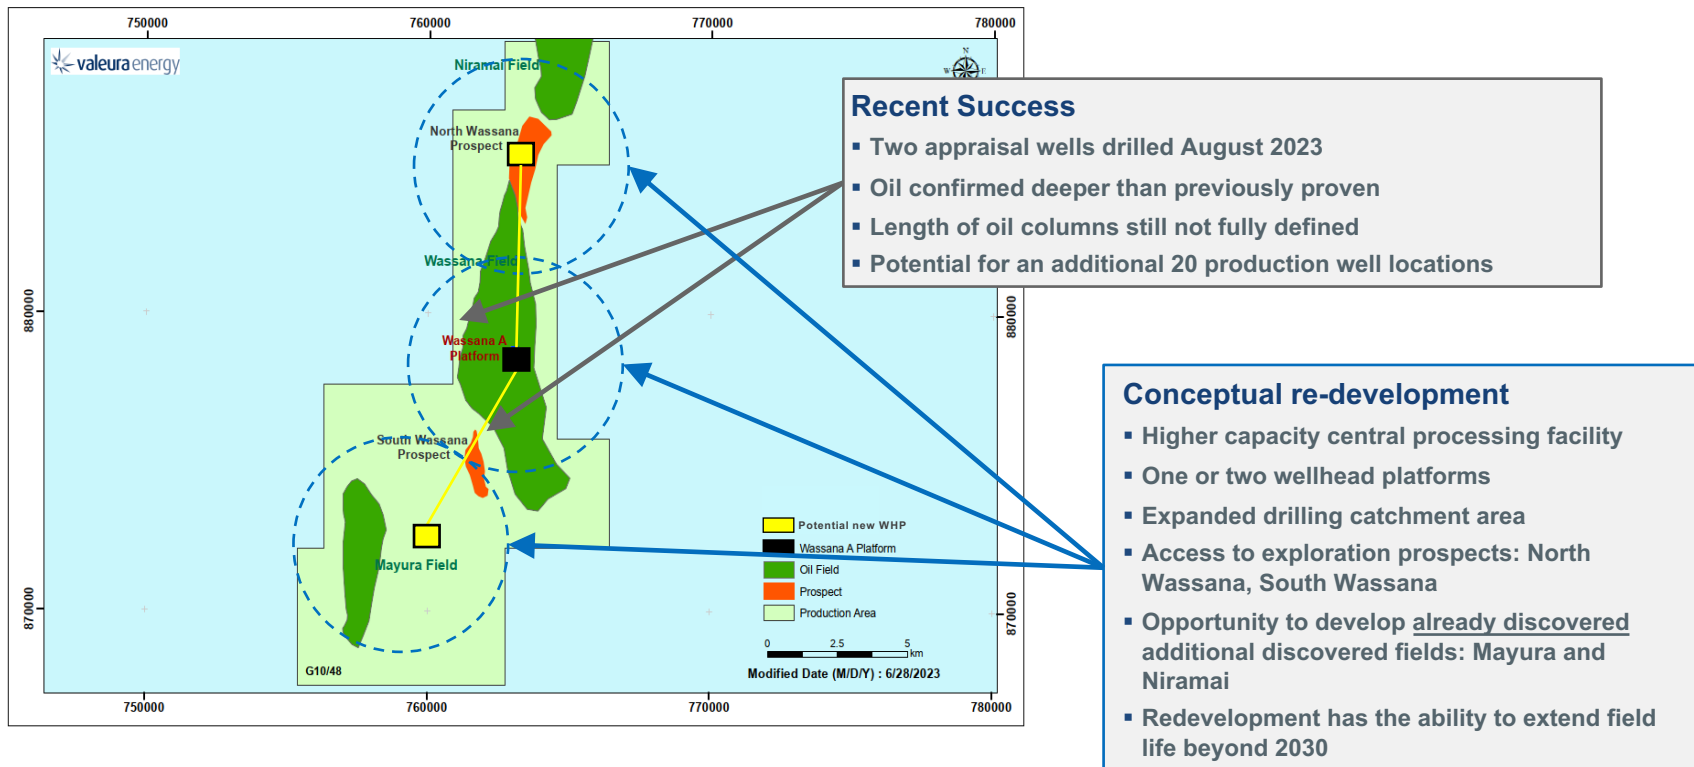 750000
760000
770000
780000
valeura energy
Niramai Field
N
W
E
North Wassana
Prospect
Wassana Field
880000
880000
Wassana A
Platform
South Wassana
Prospect
Mayura Field
870000
870000
Potential new WHP
Wassana A Platform
Oil Field
Prospect
Production Area
0 2.5 5
km
Modified Date (M/D/Y) : 6/28/2023
G10/48
750000
760000
770000
780000
Recent Success
▪ Two appraisal wells drilled August 2023
▪ Oil confirmed deeper than previously proven
▪ Length of oil columns still not fully defined
▪ Potential for an additional 20 production well locations
Conceptual re-development
▪ Higher capacity central processing facility
▪ One or two wellhead platforms
▪ Expanded drilling catchment area
▪ Access to exploration prospects: North
Wassana, South Wassana
▪ Opportunity to develop already discovered
additional discovered fields: Mayura and
Niramai
▪ Redevelopment has the ability to extend field
life beyond 2030